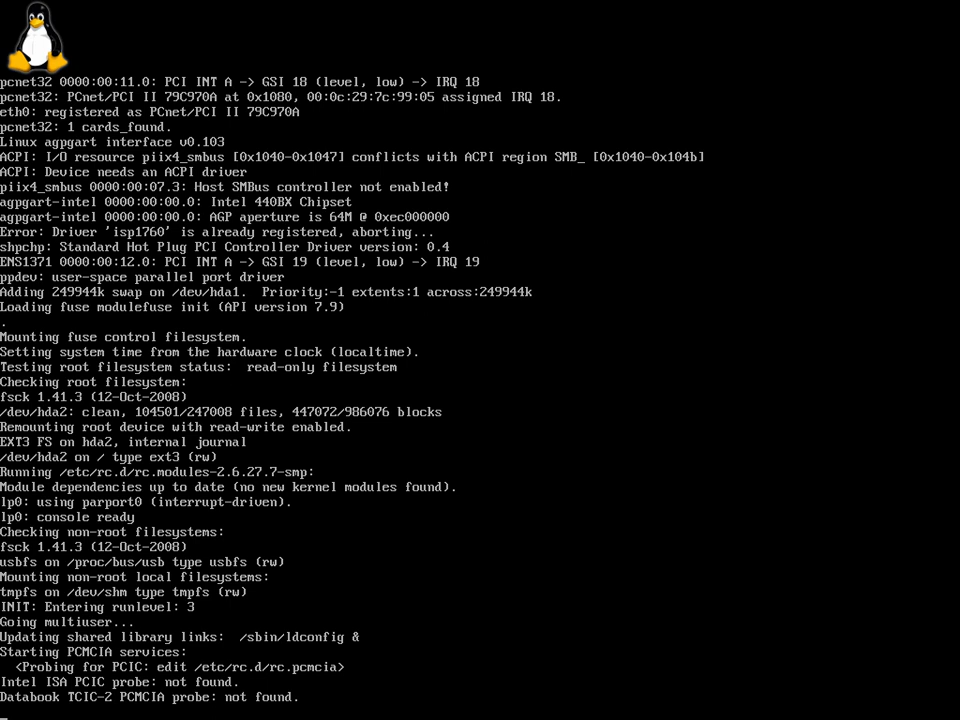 pcnet32 0000:00:11.0: PCI INT A -> GSI 18 (level, low) -> IRQ 18
pcnet32: PCnet/PCI II 79C970A at 0x1080, 00:0c:29:7c:99:05 assigned IRQ 18.
eth0: registered as PCnet/PCI II 79C970A
pcnet32: 1 cards_found.
Linux agpgart interface v0.103
ACPI: I/O resource piix4_smbus [0x1040-0x1047] conflicts with ACPI region SMB_ [0x1040-0x104b]
ACPI: Device needs an ACPI driver
piix4_smbus 0000:00:07.3: Host SMBus controller not enabled!
agpgart-intel 0000:00:00.0: Intel 440BX Chipset
agpgart-intel 0000:00:00.0: AGP aperture is 64M @ 0xec000000
Error: Driver 'isp1760' is already registered, aborting...
shpchp: Standard Hot Plug PCI Controller Driver version: 0.4
ENS1371 0000:00:12.0: PCI INT A -> GSI 19 (level, low) -> IRQ 19
ppdev: user-space parallel port driver
Adding 249944k swap on /dev/hda1.  Priority:-1 extents:1 across:249944k
Loading fuse modulefuse init (API version 7.9)
.
Mounting fuse control filesystem.
Setting system time from the hardware clock (localtime).
Testing root filesystem status:  read-only filesystem
Checking root filesystem:
fsck 1.41.3 (12-Oct-2008)
/dev/hda2: clean, 104501/247008 files, 447072/986076 blocks
Remounting root device with read-write enabled.
EXT3 FS on hda2, internal journal
/dev/hda2 on / type ext3 (rw)
Running /etc/rc.d/rc.modules-2.6.27.7-smp:
Module dependencies up to date (no new kernel modules found).
lp0: using parport0 (interrupt-driven).
lp0: console ready
Checking non-root filesystems:
fsck 1.41.3 (12-Oct-2008)
usbfs on /proc/bus/usb type usbfs (rw)
Mounting non-root local filesystems:
tmpfs on /dev/shm type tmpfs (rw)
INIT: Entering runlevel: 3
Going multiuser...
Updating shared library links:  /sbin/ldconfig &
Starting PCMCIA services:
  <Probing for PCIC: edit /etc/rc.d/rc.pcmcia>
Intel ISA PCIC probe: not found.
Databook TCIC-2 PCMCIA probe: not found.